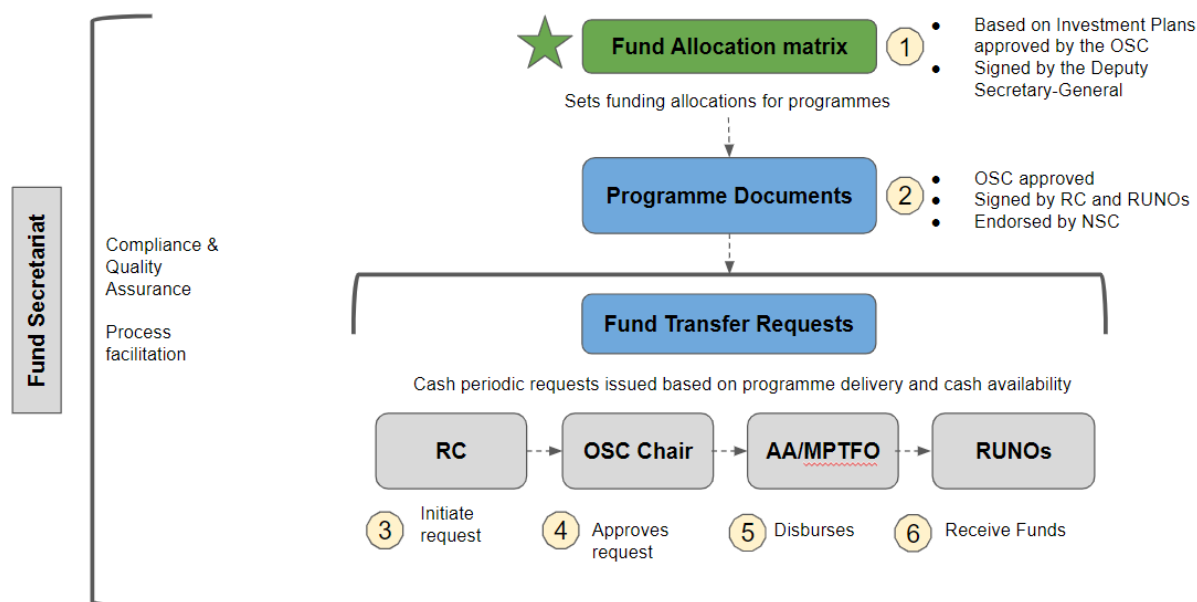 Fund Secretariat
Compliance &
Quality
Assurance
Process
facilitation
Fund Allocation matrix
1
● Based on Investment Plans
approved by the OSC
● Signed by the Deputy
Secretary-General
Sets funding allocations for programmes
Programme Documents
2
● OSC approved
● Signed by RC and RUNOs
● Endorsed by NSC
Fund Transfer Requests
Cash periodic requests issued based on programme delivery and cash availability
RC
OSC Chair
AA/MPTFO
RUNOs
3
Initiate
request
4
Approves
request
5
Disburses
6
Receive Funds